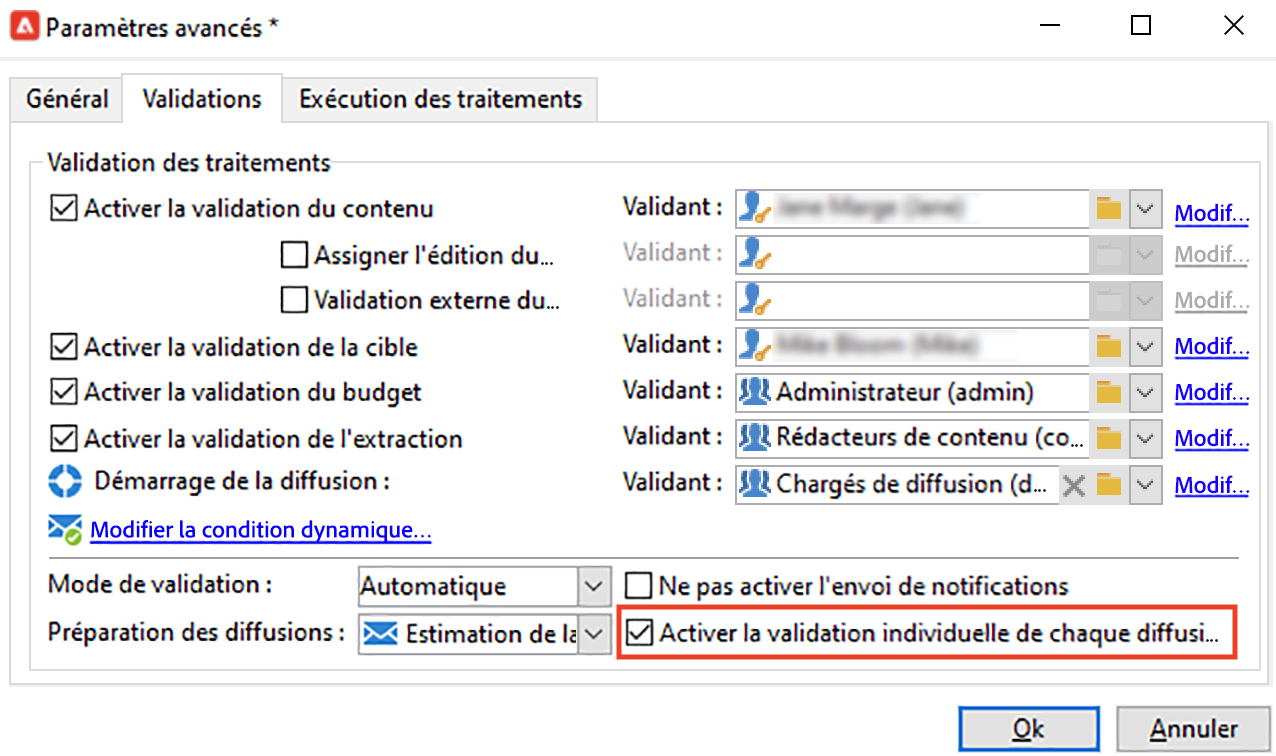 Paramètres avancés *
Général Validations Exécution des traitements
Validation des traitements
Activer la validation du contenu Validant : Modif...
Assigner l'édition du... Validant : Modif...
Validation externe du... Validant : Modif...
Activer la validation de la cible Validant : Modif...
Activer la validation du budget Validant : Administrateur (admin) Modif...
Activer la validation de l'extraction Validant : Rédacteurs de contenu (co... Modif...
Démarrage de la diffusion : Validant : Chargés de diffusion (d... Modif...
Modifier la condition dynamique...
Mode de validation : Automatique Ne pas activer l'envoi de notifications
Préparation des diffusions : Estimation de la Activer la validation individuelle de chaque diffusi...
Ok Annuler